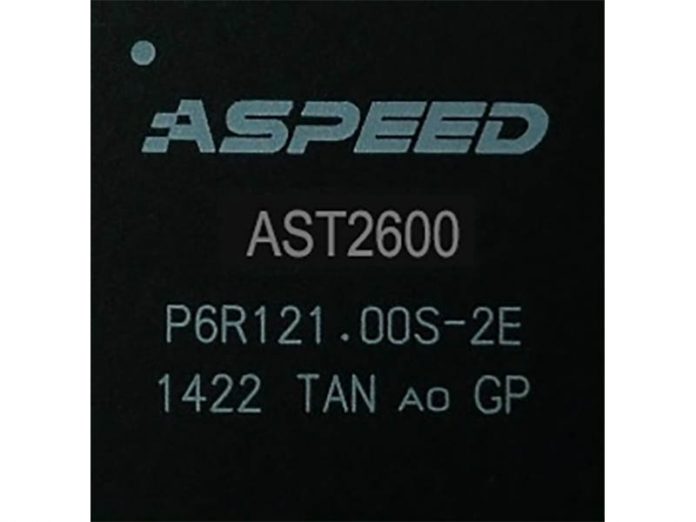 ASPEED
AST2600
P6R121.00S-2E
1422 TAN A0 GP